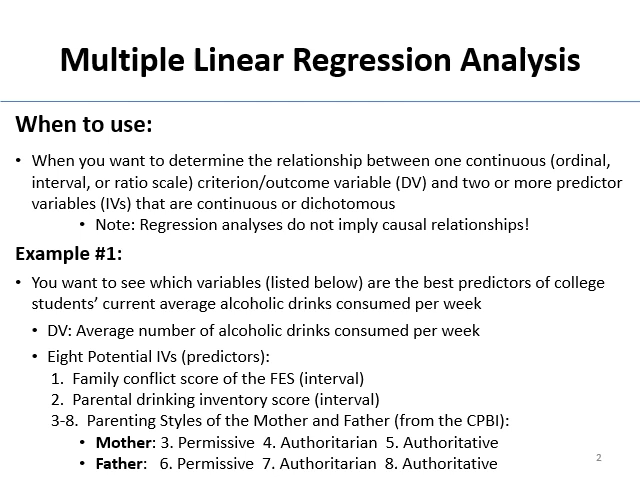 Multiple Linear Regression Analysis
When to use:
• When you want to determine the relationship between one continuous (ordinal,
interval, or ratio scale) criterion/outcome variable (DV) and two or more predictor
variables (IVs) that are continuous or dichotomous
• Note: Regression analyses do not imply causal relationships!
Example #1:
• You want to see which variables (listed below) are the best predictors of college
students’ current average alcoholic drinks consumed per week
• DV: Average number of alcoholic drinks consumed per week
• Eight Potential IVs (predictors):
1. Family conflict score of the FES (interval)
2. Parental drinking inventory score (interval)
3-8. Parenting Styles of the Mother and Father (from the CPBI):
• Mother: 3. Permissive 4. Authoritarian 5. Authoritative
• Father: 6. Permissive 7. Authoritarian 8. Authoritative
2